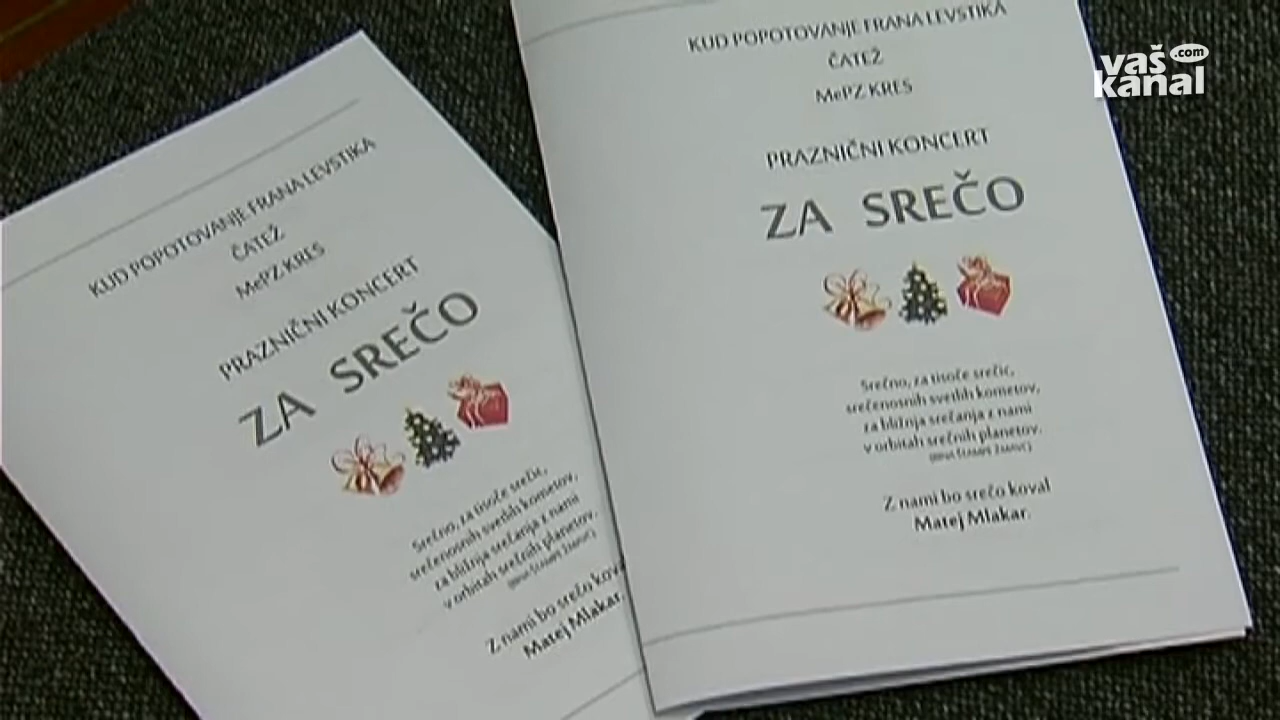 KUD POPOTOVANJE FRANA LEVSTIKA
ČATEŽ
MePZ KRES
PRAZNIČNI KONCERT
ZA SREČO
Srečno, za tisoče srečic,
srečenosnih svetlih kometov,
za bližnja srečanja z nami
v orbitah srečnih planetov.
Z nami bo srečo koval
Matej Mlakar.
KUD POPOTOVANJE FRANA LEVSTIKA
ČATEŽ
MePZ KRES
PRAZNIČNI KONCERT
ZA SREČO
Srečno, za tisoče srečic,
srečenosnih svetlih kometov,
za bližnja srečanja z nami
v orbitah srečnih planetov.
Z nami bo srečo koval
Matej Mlakar.
vaš .com
kanal